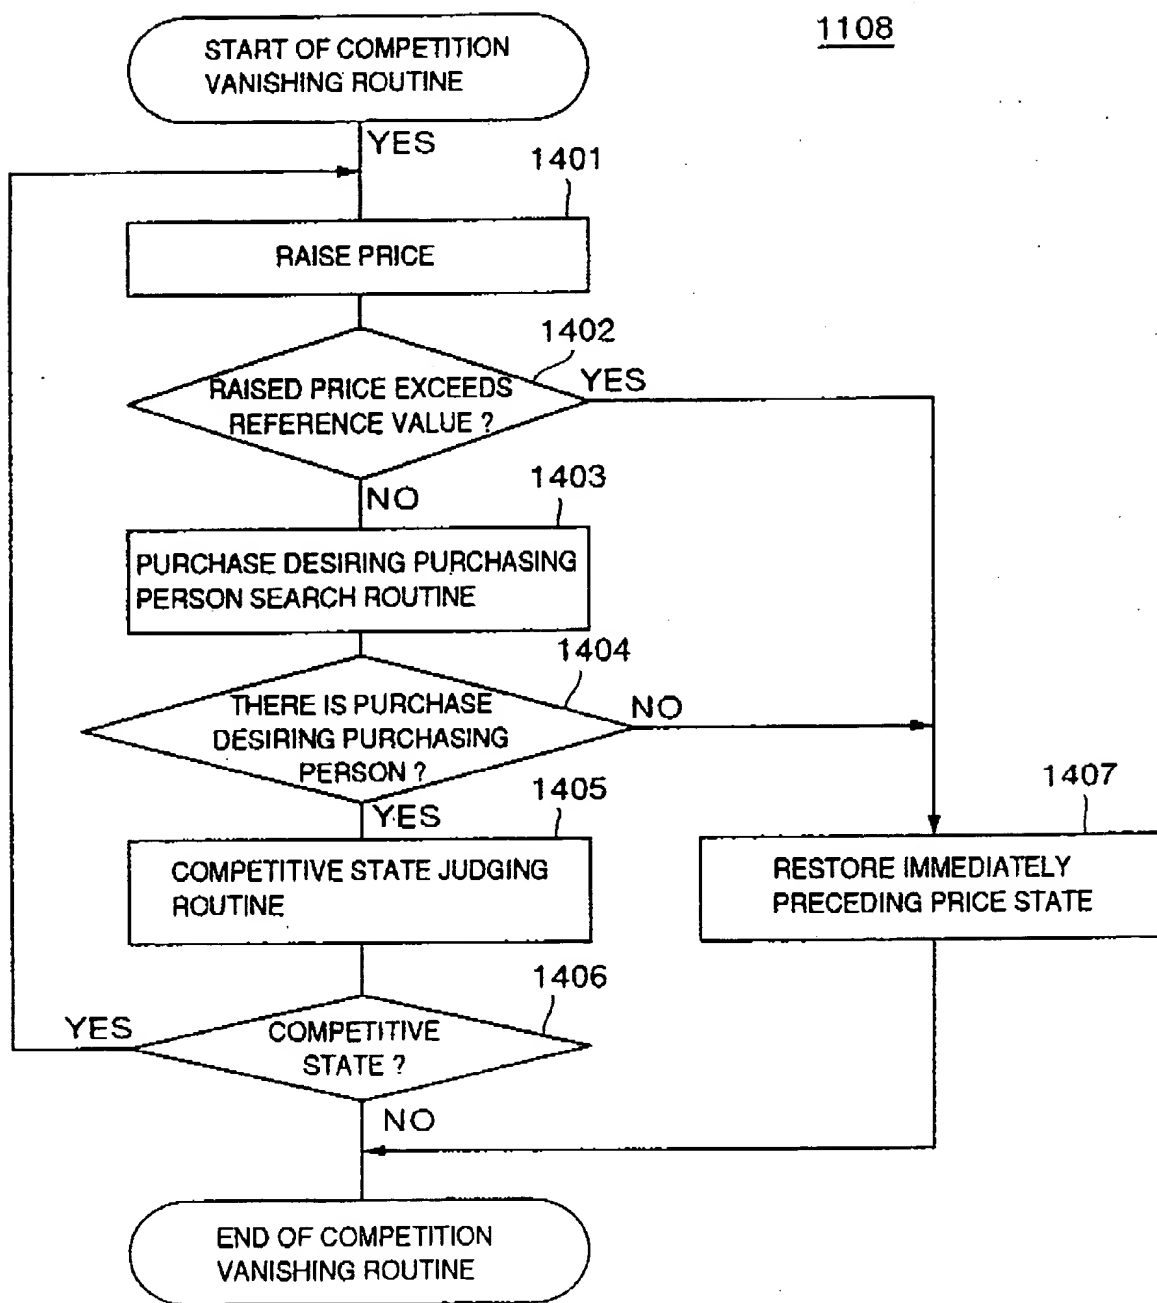 1108
START OF COMPETITION
VANISHING ROUTINE
YES
1401
RAISE PRICE
1402
RAISED PRICE EXCEEDS
REFERENCE VALUE ?
YES
NO
1403
PURCHASE DESIRING PURCHASING
PERSON SEARCH ROUTINE
1404
THERE IS PURCHASE
DESIRING PURCHASING
PERSON ?
NO
YES
1405
COMPETITIVE STATE JUDGING
ROUTINE
1407
RESTORE IMMEDIATELY
PRECEDING PRICE STATE
1406
COMPETITIVE
STATE ?
YES
NO
END OF COMPETITION
VANISHING ROUTINE